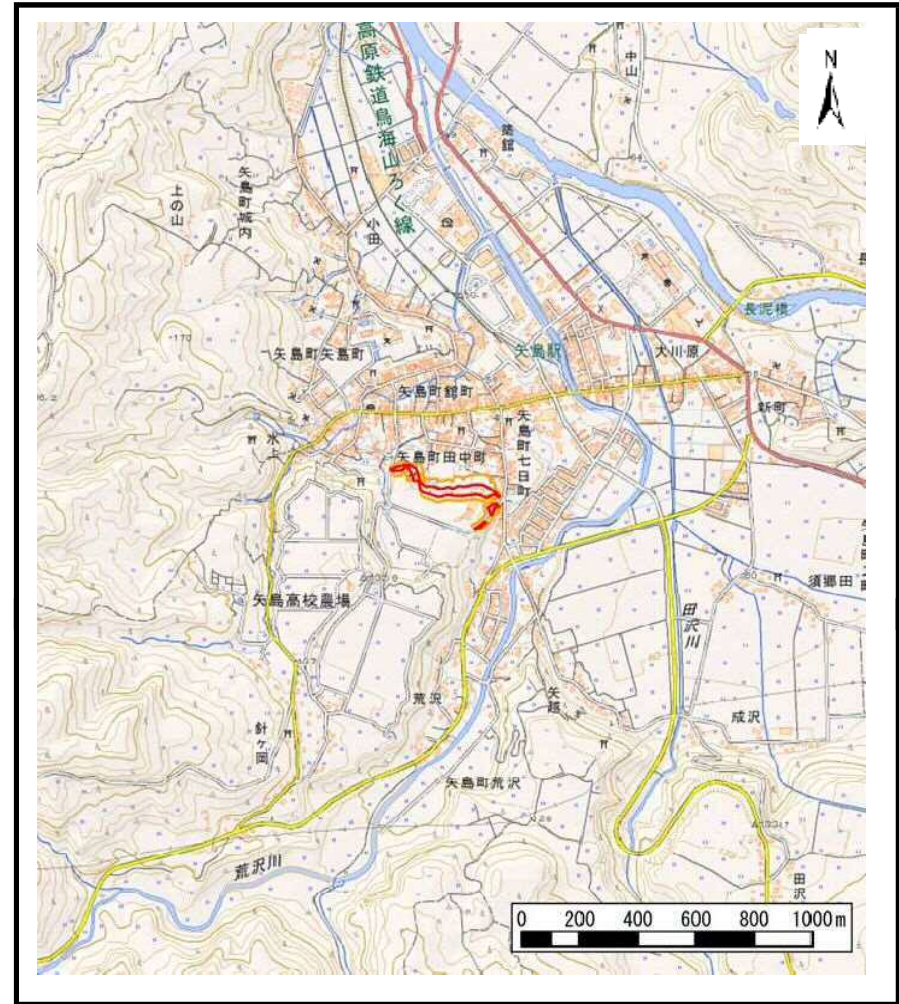 N
高原鉄道鳥海山ろく線
中山
築館
上の山
矢島町城内
小田
長泥橋
矢島駅
大川原
矢島町矢島町
矢島町舘町
新町
水上
矢島町田中町
矢島町七日町
須郷田
矢島高校農場
田沢川
荒沢
矢越
成沢
針ヶ岡
矢島町荒沢
荒沢川
田沢
0 200 400 600 800 1000m